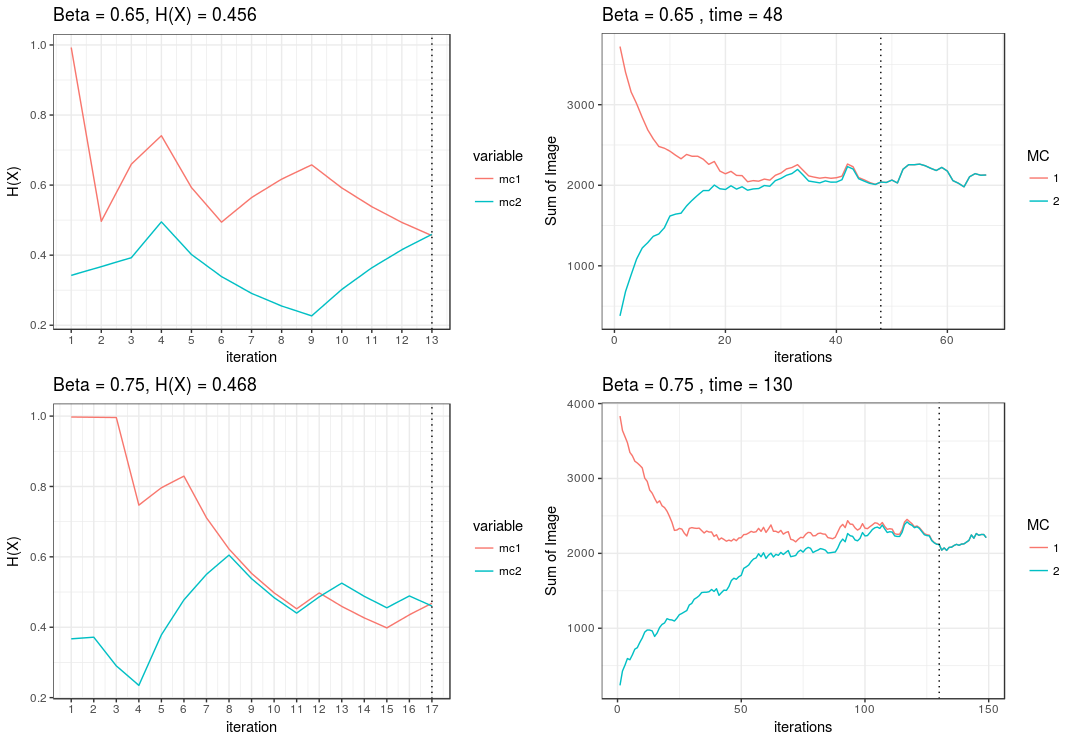 Beta = 0.65, H(X) = 0.456
1.0
0.8
0.6
0.4
0.2
H(X)
1 2 3 4 5 6 7 8 9 10 11 12 13
iteration
variable
mc1
mc2
Beta = 0.65 , time = 48
3000
2000
1000
Sum of Image
0 20 40 60
iterations
MC
1
2
Beta = 0.75, H(X) = 0.468
1.0
0.8
0.6
0.4
0.2
H(X)
1 2 3 4 5 6 7 8 9 10 11 12 13 14 15 16 17
iteration
variable
mc1
mc2
Beta = 0.75 , time = 130
4000
3000
2000
1000
Sum of Image
0 50 100 150
iterations
MC
1
2